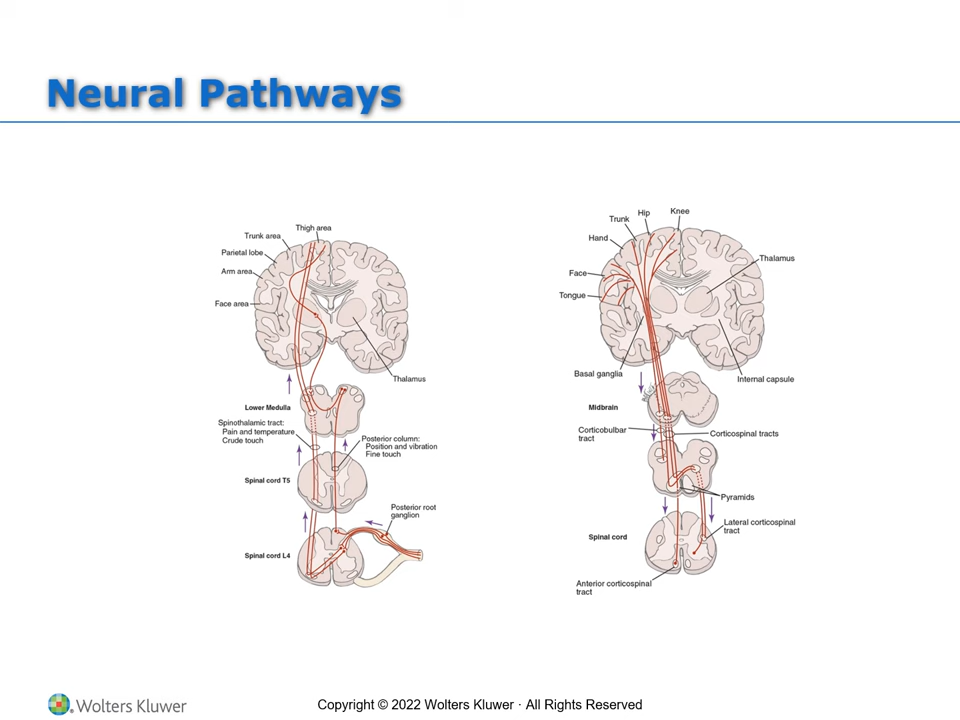 Neural Pathways
Thigh area
Trunk area
Parietal lobe
Arm area
Face area
Thalamus
Lower Medulla
Spinothalamic tract:
Pain and temperature
Crude touch
Posterior column:
Position and vibration
Fine touch
Spinal cord T5
Posterior root
ganglion
Spinal cord L4
Knee
Hip
Trunk
Hand
Face
Tongue
Thalamus
Basal ganglia
Internal capsule
Midbrain
Corticobulbar
tract
Corticospinal tracts
Pyramids
Lateral corticospinal
tract
Spinal cord
Anterior corticospinal
tract
Wolters Kluwer
Copyright © 2022 Wolters Kluwer · All Rights Reserved